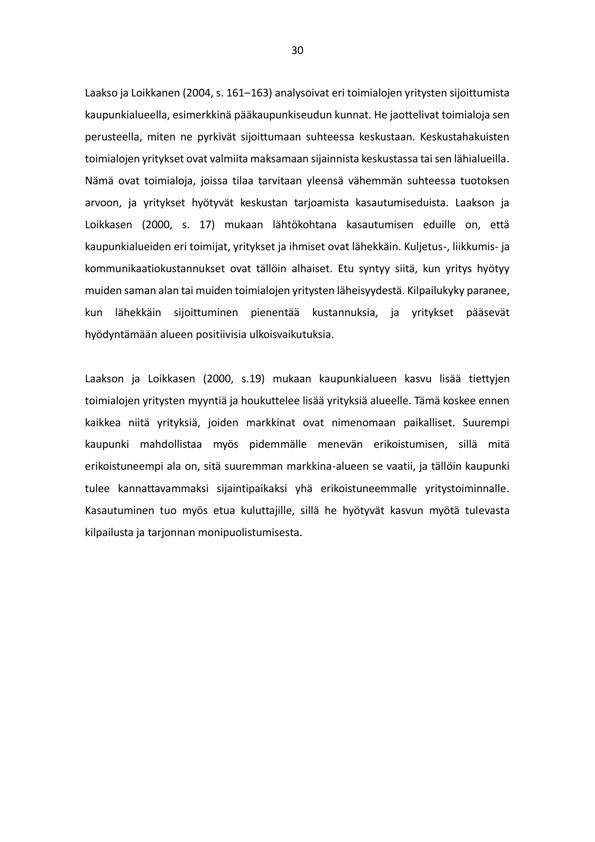 30
Laakso ja Loikkanen (2004, s. 161–163) analysoivat eri toimialojen yritysten sijoittumista
kaupunkialueella, esimerkkinä pääkaupunkiseudun kunnat. He jaottelivat toimialoja sen
perusteella, miten ne pyrkivät sijoittumaan suhteessa keskustaan. Keskustahakuisten
toimialojen yritykset ovat valmiita maksamaan sijainnista keskustassa tai sen lähialueilla.
Nämä ovat toimialoja, joissa tilaa tarvitaan yleensä vähemmän suhteessa tuotoksen
arvoon, ja yritykset hyötyvät keskustan tarjoamista kasautumiseduista. Laakson ja
Loikkasen (2000, s. 17) mukaan lähtökohtana kasautumisen eduille on, että
kaupunkialueiden eri toimijat, yritykset ja ihmiset ovat lähekkäin. Kuljetus-, liikkumis- ja
kommunikaatiokustannukset ovat tällöin alhaiset. Etu syntyy siitä, kun yritys hyötyy
muiden saman alan tai muiden toimialojen yritysten läheisyydestä. Kilpailukyky paranee,
kun lähekkäin sijoittuminen pienentää kustannuksia, ja yritykset pääsevät
hyödyntämään alueen positiivisia ulkoisvaikutuksia.
Laakson ja Loikkasen (2000, s.19) mukaan kaupunkialueen kasvu lisää tiettyjen
toimialojen yritysten myyntiä ja houkuttelee lisää yrityksiä alueelle. Tämä koskee ennen
kaikkea niitä yrityksiä, joiden markkinat ovat nimenomaan paikalliset. Suurempi
kaupunki mahdollistaa myös pidemmälle menevän erikoistumisen, sillä mitä
erikoistuneempi ala on, sitä suuremman markkina-alueen se vaatii, ja tällöin kaupunki
tulee kannattavammaksi sijaintipaikaksi yhä erikoistuneemmalle yritystoiminnalle.
Kasautuminen tuo myös etua kuluttajille, sillä he hyötyvät kasvun myötä tulevasta
kilpailusta ja tarjonnan monipuolistumisesta.